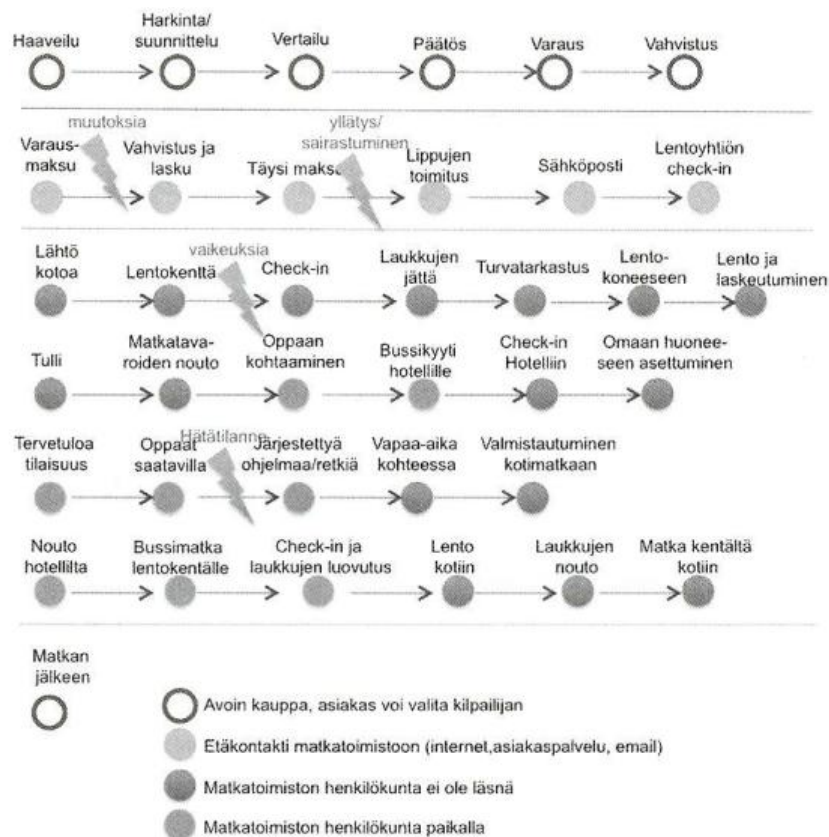 Haaveilu
Harkinta/
suunnittelu
Vertailu
Päätös
Varaus
Vahvistus
muutoksia
yllätys/
sairastuminen
Varaus-
maksu
Vahvistus ja
lasku
Täysi maksu
Lippujen
toimitus
Sähköposti
Lentoyhtiön
check-in
Lähtö
kotoa
Lentokenttä
vaikeuksia
Check-in
Laukkujen
jättä
Turvatarkastus
Lento-
koneeseen
Lento ja
laskeutuminen
Tulli
Matkatava-
roiden nouto
Oppaan
kohtaaminen
Bussikyyti
hotellille
Check-in
Hotelliin
Omaan huonee-
seen asettuminen
Tervetuloa
tilaisuus
Oppaat
saatavilla
Hätätilanne
Järjestettyä
ohjelmaa/retkiä
Vapaa-aika
kohteessa
Valmistautuminen
kotimatkaan
Nouto
hotellilta
Bussimatka
lentokentälle
Check-in ja
laukkujen luovutus
Lento
kotiin
Laukkujen
nouto
Matka kentältä
kotiin
Matkan
jälkeen
Avoin kauppa, asiakas voi valita kilpailijan
Etäkontakti matkatoimistoon (internet,asiakaspalvelu, email)
Matkatoimiston henkilökunta ei ole läsnä
Matkatoimiston henkilökunta paikalla